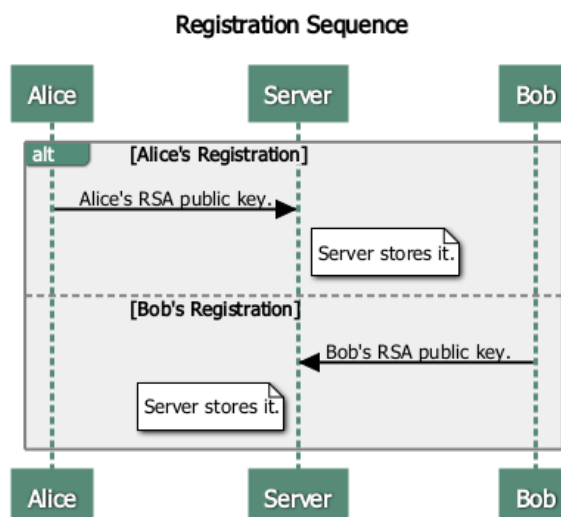 Registration Sequence
Alice Server Bob
alt [Alice's Registration]
Alice's RSA public key.
Server stores it.
[Bob's Registration]
Bob's RSA public key.
Server stores it.
Alice Server Bob